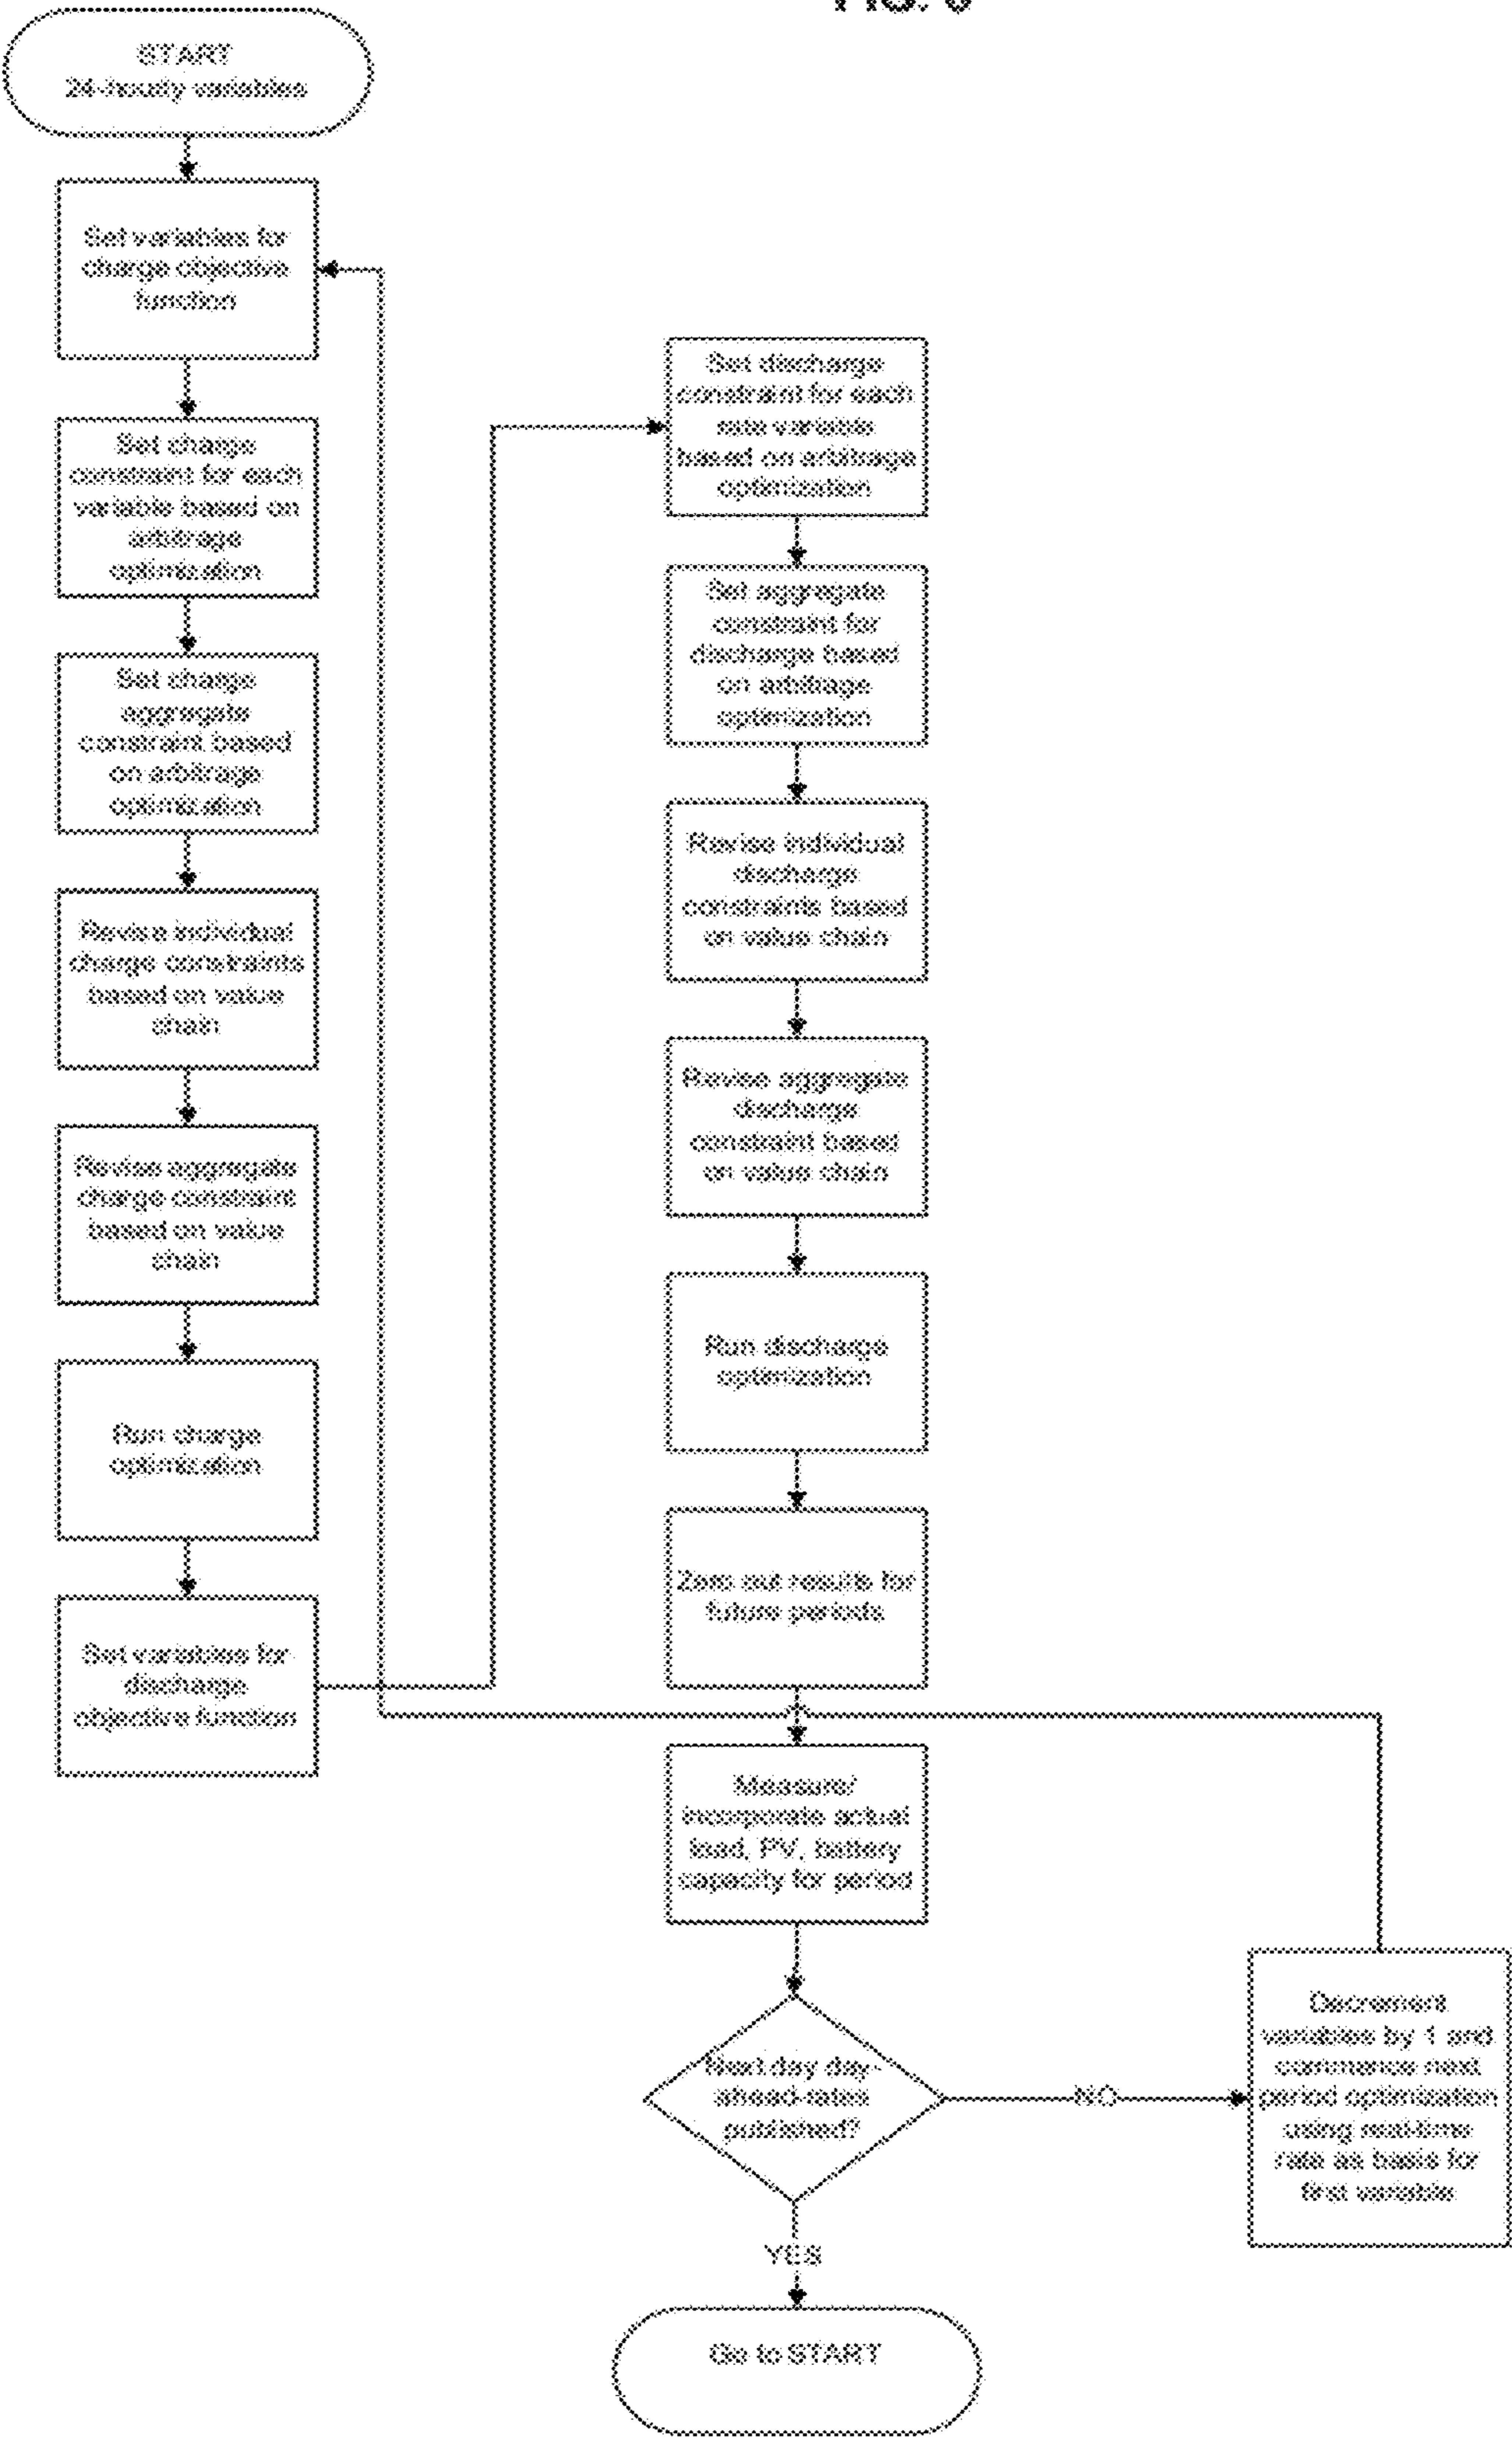 FIG.
START
24-hourly variables
Set variables for
charge objective
function
Set charge
constraint for each
variable based on
arbitrage
optimization
Set charge
aggregate
constraint based
on arbitrage
optimization
Revise individual
charge constraints
based on value
chain
Revise aggregate
charge constraint
based on value
chain
Run charge
optimization
Set variables for
discharge
objective function
Set discharge
constraint for each
rate variable
based on arbitrage
optimization
Set aggregate
constraint for
discharge based
on arbitrage
optimization
Revise individual
discharge
constraints based
on value chain
Revise aggregate
discharge
constraint based
on value chain
Run discharge
optimization
Zero out results for
future periods
Measure/
incorporate actual
load, PV, battery
capacity for period
Next day day-
ahead rates
published?
NO
Decrement
variables by 1 and
commence next
period optimization
using real-time
rate as basis for
first variable
YES
Go to START